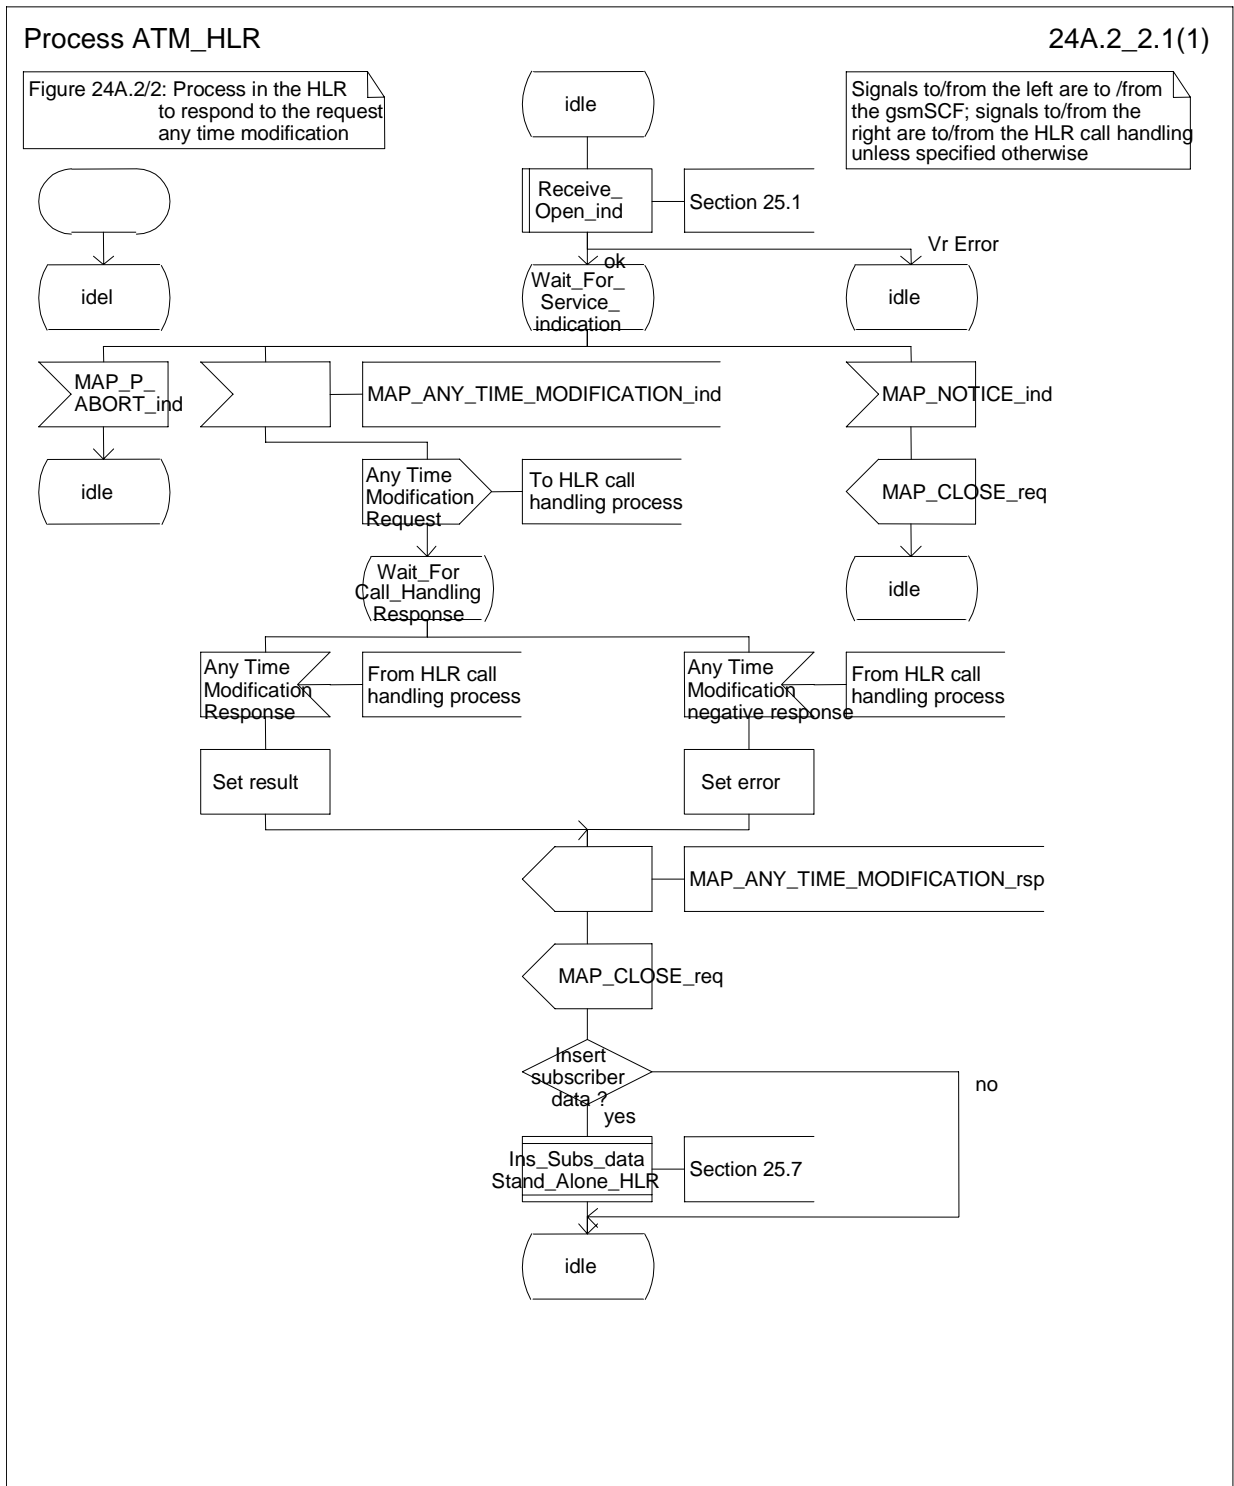 Process ATM_HLR
24A.2_2.1(1)
Figure 24A.2/2: Process in the HLR
to respond to the request
any time modification
idle
Signals to/from the left are to /from
the gsmSCF; signals to/from the
right are to/from the HLR call handling
unless specified otherwise
Receive_
Open_ind
Section 25.1
Vr Error
ok
idel
Wait_For_
Service_
indication
idle
MAP_P_
ABORT_ind
MAP_ANY_TIME_MODIFICATION_ind
MAP_NOTICE_ind
idle
Any Time
Modification
Request
To HLR call
handling process
MAP_CLOSE_req
Wait_For
Call_Handling
Response
idle
Any Time
Modification
Response
From HLR call
handling process
Any Time
Modification
negative response
From HLR call
handling process
Set result
Set error
MAP_ANY_TIME_MODIFICATION_rsp
MAP_CLOSE_req
Insert
subscriber
data ?
no
yes
Ins_Subs_data
Stand_Alone_HLR
Section 25.7
idle